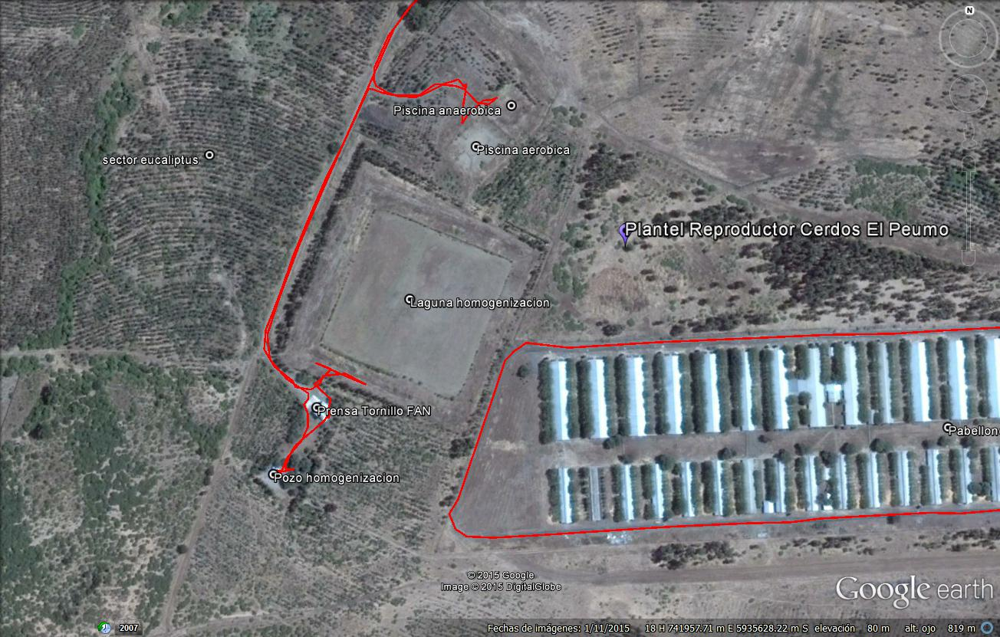 N
Piscina anaerobica
Piscina aerobica
sector eucaliptus
Plantel Reproductor Cerdos El Peumo
Laguna homogenizacion
Prensa Tornillo FAN
Pabellon
Pozo homogenizacion
© 2015 Google
Image © 2015 DigitalGlobe
Google earth
2007
Fechas de imágenes: 1/11/2015 18 H 741957.71 m E 5935628.22 m S elevación 80 m alt. ojo 819 m